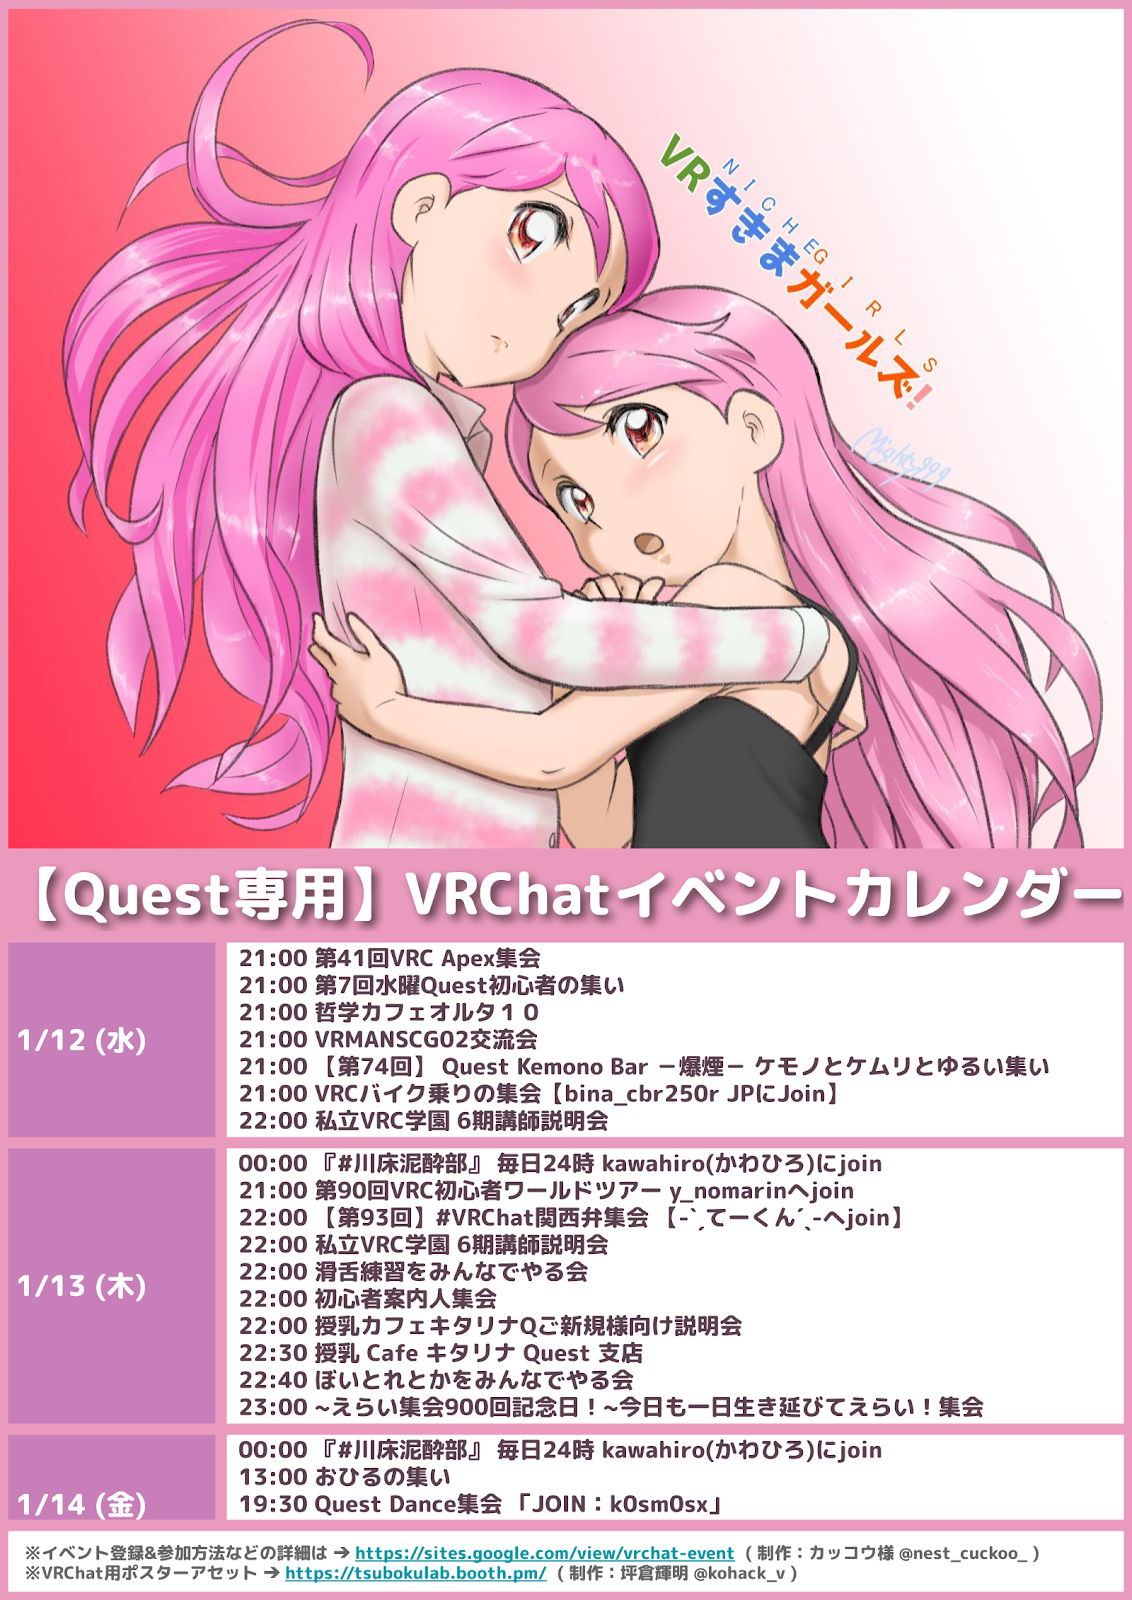 VRすきまガールズ!
NICHE GIRLS
Mighty999
【Quest専用】VRChatイベントカレンダー
1/12 (水)
21:00 第41回VRC Apex集会
21:00 第7回水曜Quest初心者の集い
21:00 哲学カフェオルタ１０
21:00 VRMANSCG02交流会
21:00 【第74回】 Quest Kemono Bar －爆煙－ ケモノとケムリとゆるい集い
21:00 VRCバイク乗りの集会【bina_cbr250r JPにJoin】
22:00 私立VRC学園 6期講師説明会
1/13 (木)
00:00 『#川床泥酔部』 毎日24時 kawahiro(かわひろ)にjoin
21:00 第90回VRC初心者ワールドツアー y_nomarinへjoin
22:00 【第93回】#VRChat関西弁集会 【-ˋˏてーくんˊˎ-へjoin】
22:00 私立VRC学園 6期講師説明会
22:00 滑舌練習をみんなでやる会
22:00 初心者案内人集会
22:00 授乳カフェキタリナQご新規様向け説明会
22:30 授乳 Cafe キタリナ Quest 支店
22:40 ぼいとれとかをみんなでやる会
23:00 ~えらい集会900回記念日！~今日も一日生き延びてえらい！集会
1/14 (金)
00:00 『#川床泥酔部』 毎日24時 kawahiro(かわひろ)にjoin
13:00 おひるの集い
19:30 Quest Dance集会 「JOIN：k0sm0sx」
※イベント登録&参加方法などの詳細は → https://sites.google.com/view/vrchat-event ( 制作：カッコウ様 @nest_cuckoo_ )
※VRChat用ポスターアセット → https://tsubokulab.booth.pm/ ( 制作：坪倉輝明 @kohack_v )